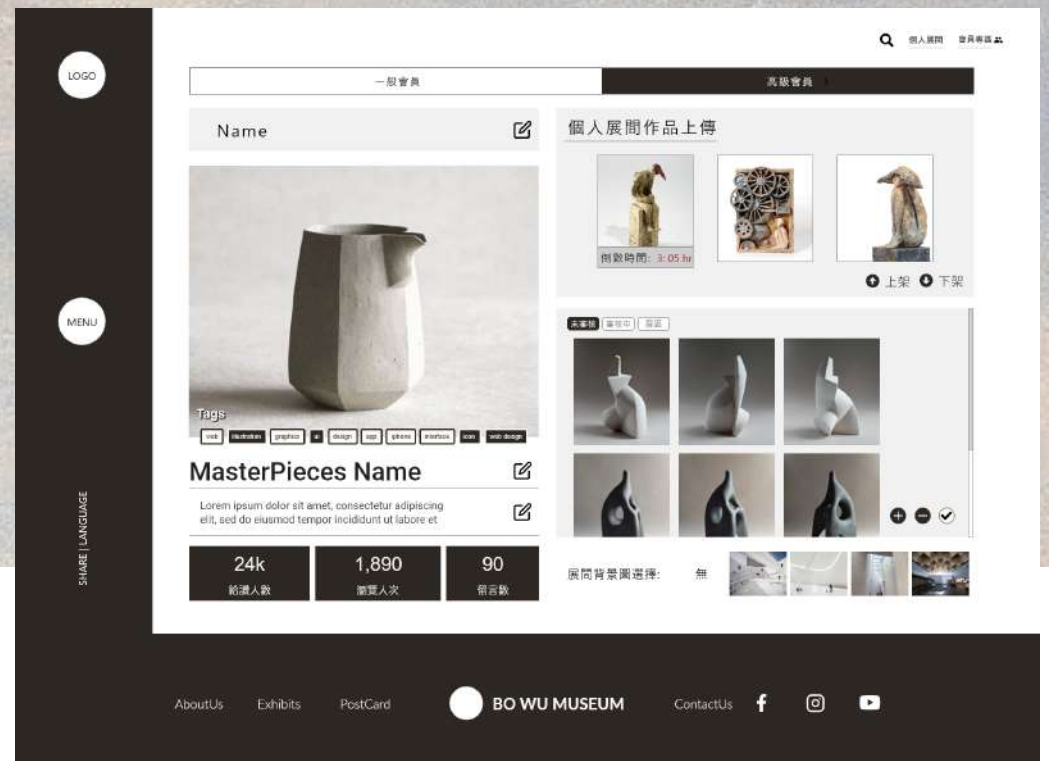 個人展間 會員專區
LOGO
一般會員 高級會員
Name
個人展間作品上傳
倒數時間: 3: 05 hr
上架 下架
MENU
未審核 審核中
Tags
web illustration graphics ui design app iphone interface icon web design
MasterPieces Name
Lorem ipsum dolor sit amet, consectetur adipiscing
elit, sed do eiusmod tempor incididunt ut labore et
SHARE | LANGUAGE
24k 1,890 90
給讚人數 瀏覽人次 留言數
展間背景圖選擇: 無
AboutUs Exhibits PostCard BO WU MUSEUM ContactUs